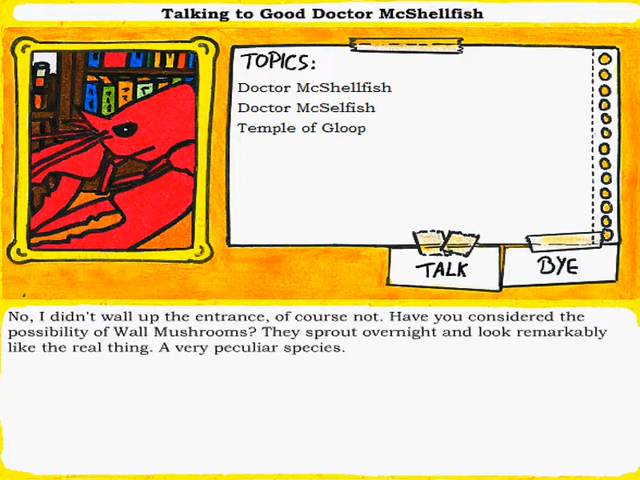 Talking to Good Doctor McShellfish
TOPICS:
Doctor McShellfish
Doctor McSelfish
Temple of Gloop
TALK
BYE
No, I didn't wall up the entrance, of course not. Have you considered the
possibility of Wall Mushrooms? They sprout overnight and look remarkably
like the real thing. A very peculiar species.